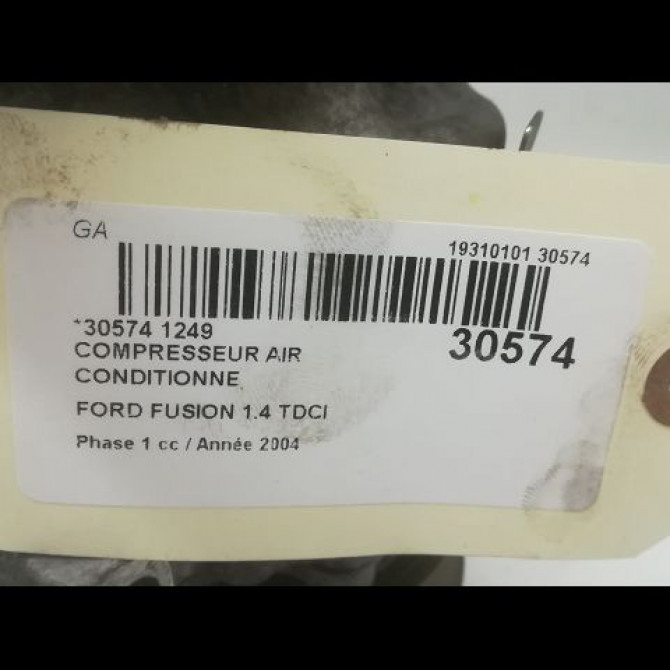 GA
19310101 30574
*30574 1249
30574
COMPRESSEUR AIR
CONDITIONNE
FORD FUSION 1.4 TDCI
Phase 1 cc / Année 2004